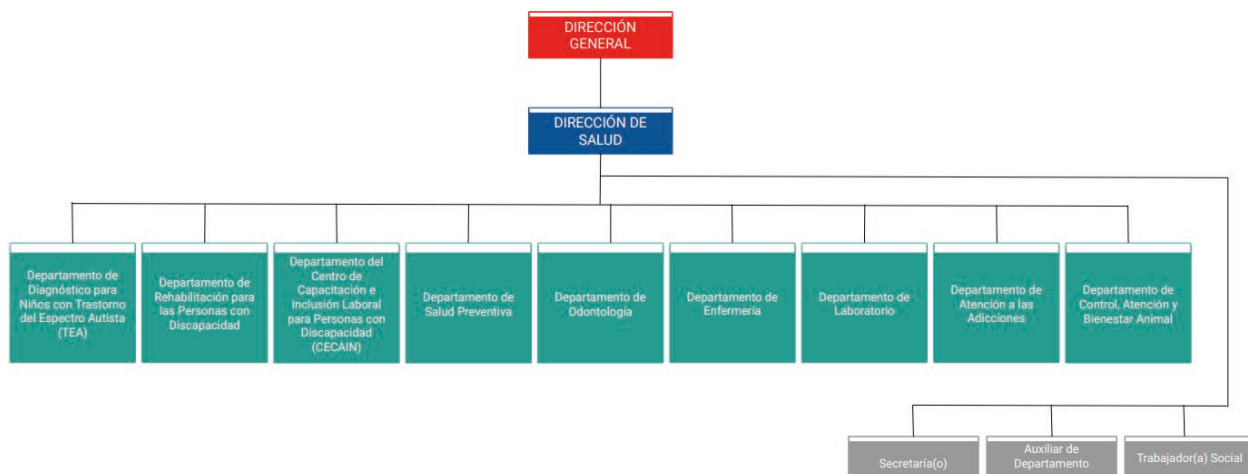 DIRECCIÓN
GENERAL
DIRECCIÓN DE
SALUD
Departamento de
Diagnóstico para
Niños con Trastorno
del Espectro Autista
(TEA)
Departamento de
Rehabilitación para
las Personas con
Discapacidad
Departamento del
Centro de
Capacitación e
Inclusión Laboral
para Personas con
Discapacidad
(CECAIN)
Departamento de
Salud Preventiva
Departamento de
Odontología
Departamento de
Enfermería
Departamento de
Laboratorio
Departamento de
Atención a las
Adicciones
Departamento de
Control, Atención y
Bienestar Animal
Secretaría(o)
Auxiliar de
Departamento
Trabajador(a) Social